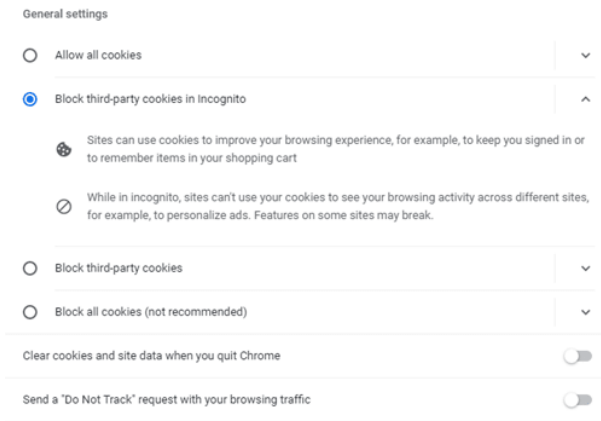 General settings
Allow all cookies
Block third-party cookies in Incognito
Sites can use cookies to improve your browsing experience, for example, to keep you signed in or
to remember items in your shopping cart
While in incognito, sites can't use your cookies to see your browsing activity across different sites,
for example, to personalize ads. Features on some sites may break.
Block third-party cookies
Block all cookies (not recommended)
Clear cookies and site data when you quit Chrome
Send a "Do Not Track" request with your browsing traffic